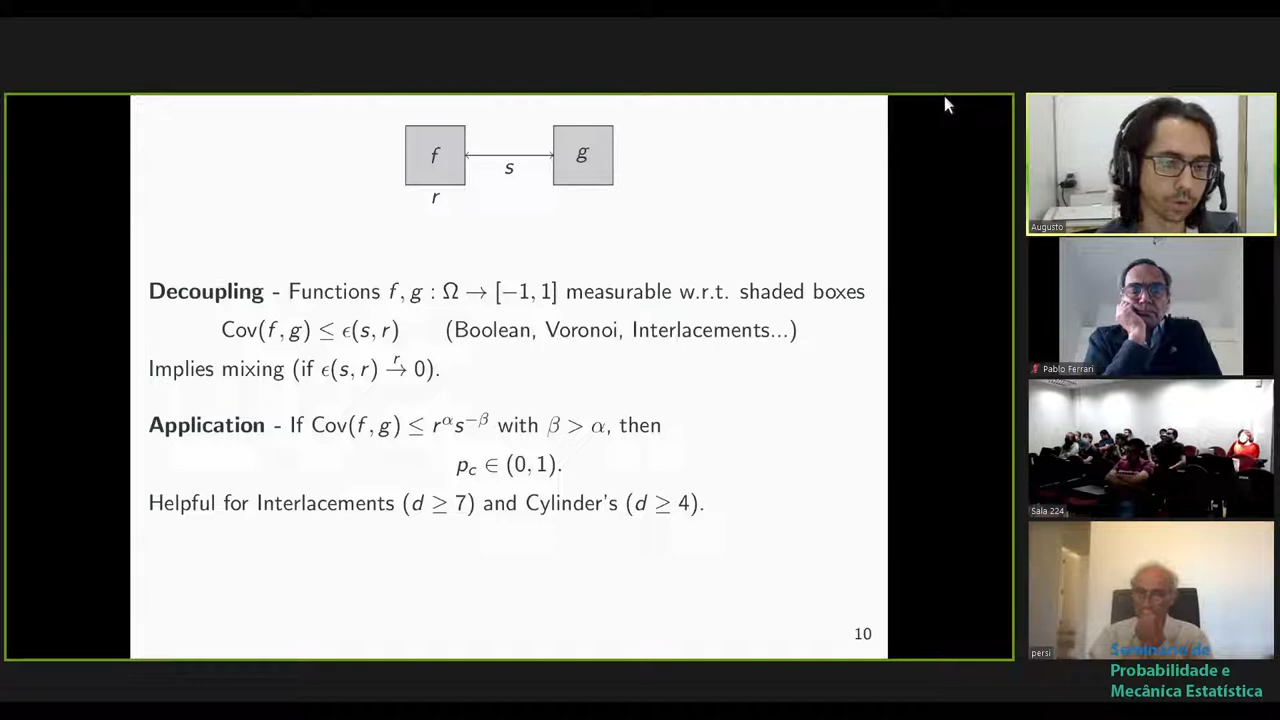 f
g
s
r
Decoupling - Functions f, g : Ω → [−1, 1] measurable w.r.t. shaded boxes
Cov(f, g) ≤ ϵ(s, r) (Boolean, Voronoi, Interlacements...)
Implies mixing (if ϵ(s, r) →^r 0).
Application - If Cov(f, g) ≤ r^α s^−β with β > α, then
p_c ∈ (0, 1).
Helpful for Interlacements (d ≥ 7) and Cylinder's (d ≥ 4).
10
Augusto
Pablo Ferrari
Sala 224
persi
Seminário de
Probabilidade e
Mecânica Estatística